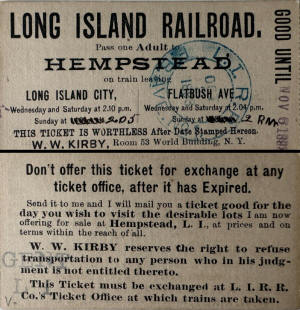 LONG ISLAND RAILROAD.
Pass one Adult to
HEMPSTEAD,
on train leaving
LONG ISLAND CITY, FLATBUSH AVE.,
Wednesday and Saturday at 2.10 p.m. Wednesday and Saturday at 2.04 p.m.
Sunday at 2.05 Sunday at 2 PM
THIS TICKET IS WORTHLESS After Date Stamped Hereon.
W. W. KIRBY, Room 53 World Building, N. Y.
GOOD UNTIL
NOV
L. I. R. R.
Don't offer this ticket for exchange at any
ticket office, after it has Expired.
Send it to me and I will mail you a ticket good for the
day you wish to visit the desirable lots I am now
offering for sale at Hempstead, L. I., at prices and on
terms within the reach of all.
W. W. KIRBY reserves the right to refuse
transportation to any person who in his judg-
ment is not entitled thereto.
This Ticket must be exchanged at L. I. R. R.
Co.'s Ticket Office at which trains are taken.